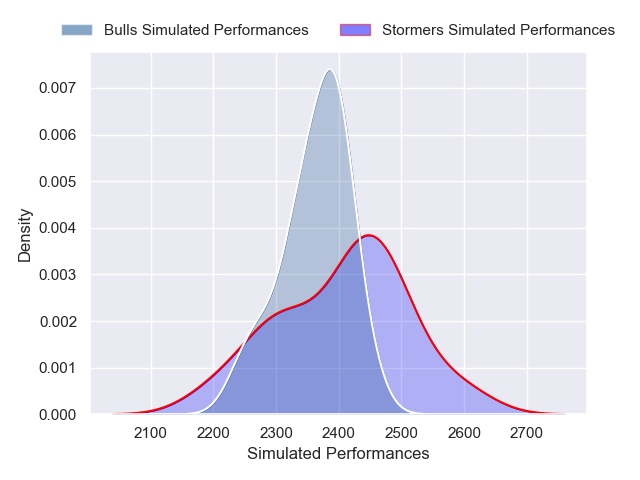 Bulls Simulated Performances Stormers Simulated Performances
0.007
0.006
0.005
0.004
0.003
0.002
0.001
0.000
Density
2100 2200 2300 2400 2500 2600 2700
Simulated Performances